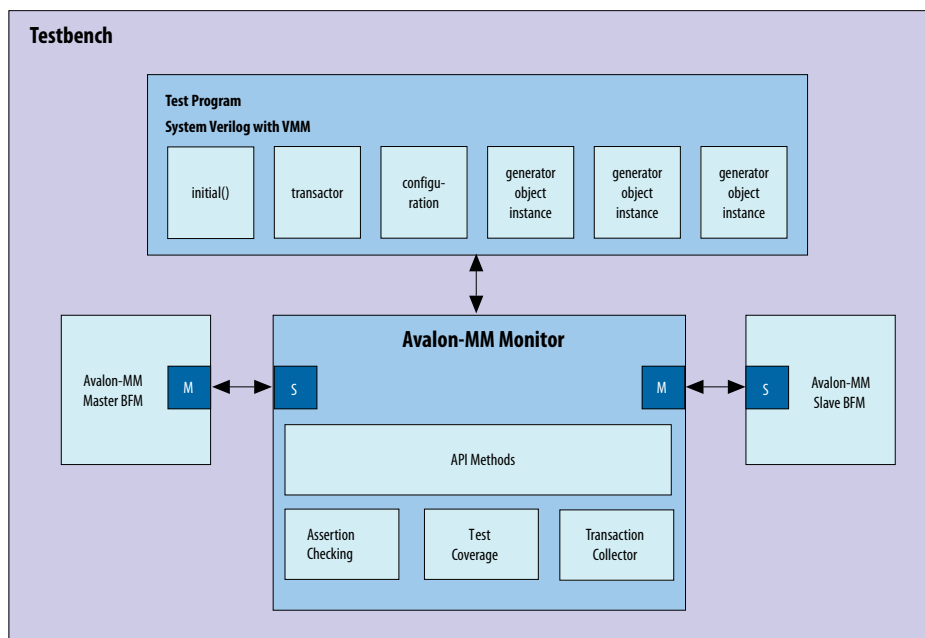 Testbench
Test Program
System Verilog with VMM
initial()
transactor
configu-
ration
generator
object
instance
generator
object
instance
generator
object
instance
Avalon-MM Monitor
Avalon-MM
Master BFM
M
S
M
S
Avalon-MM
Slave BFM
API Methods
Assertion
Checking
Test
Coverage
Transaction
Collector